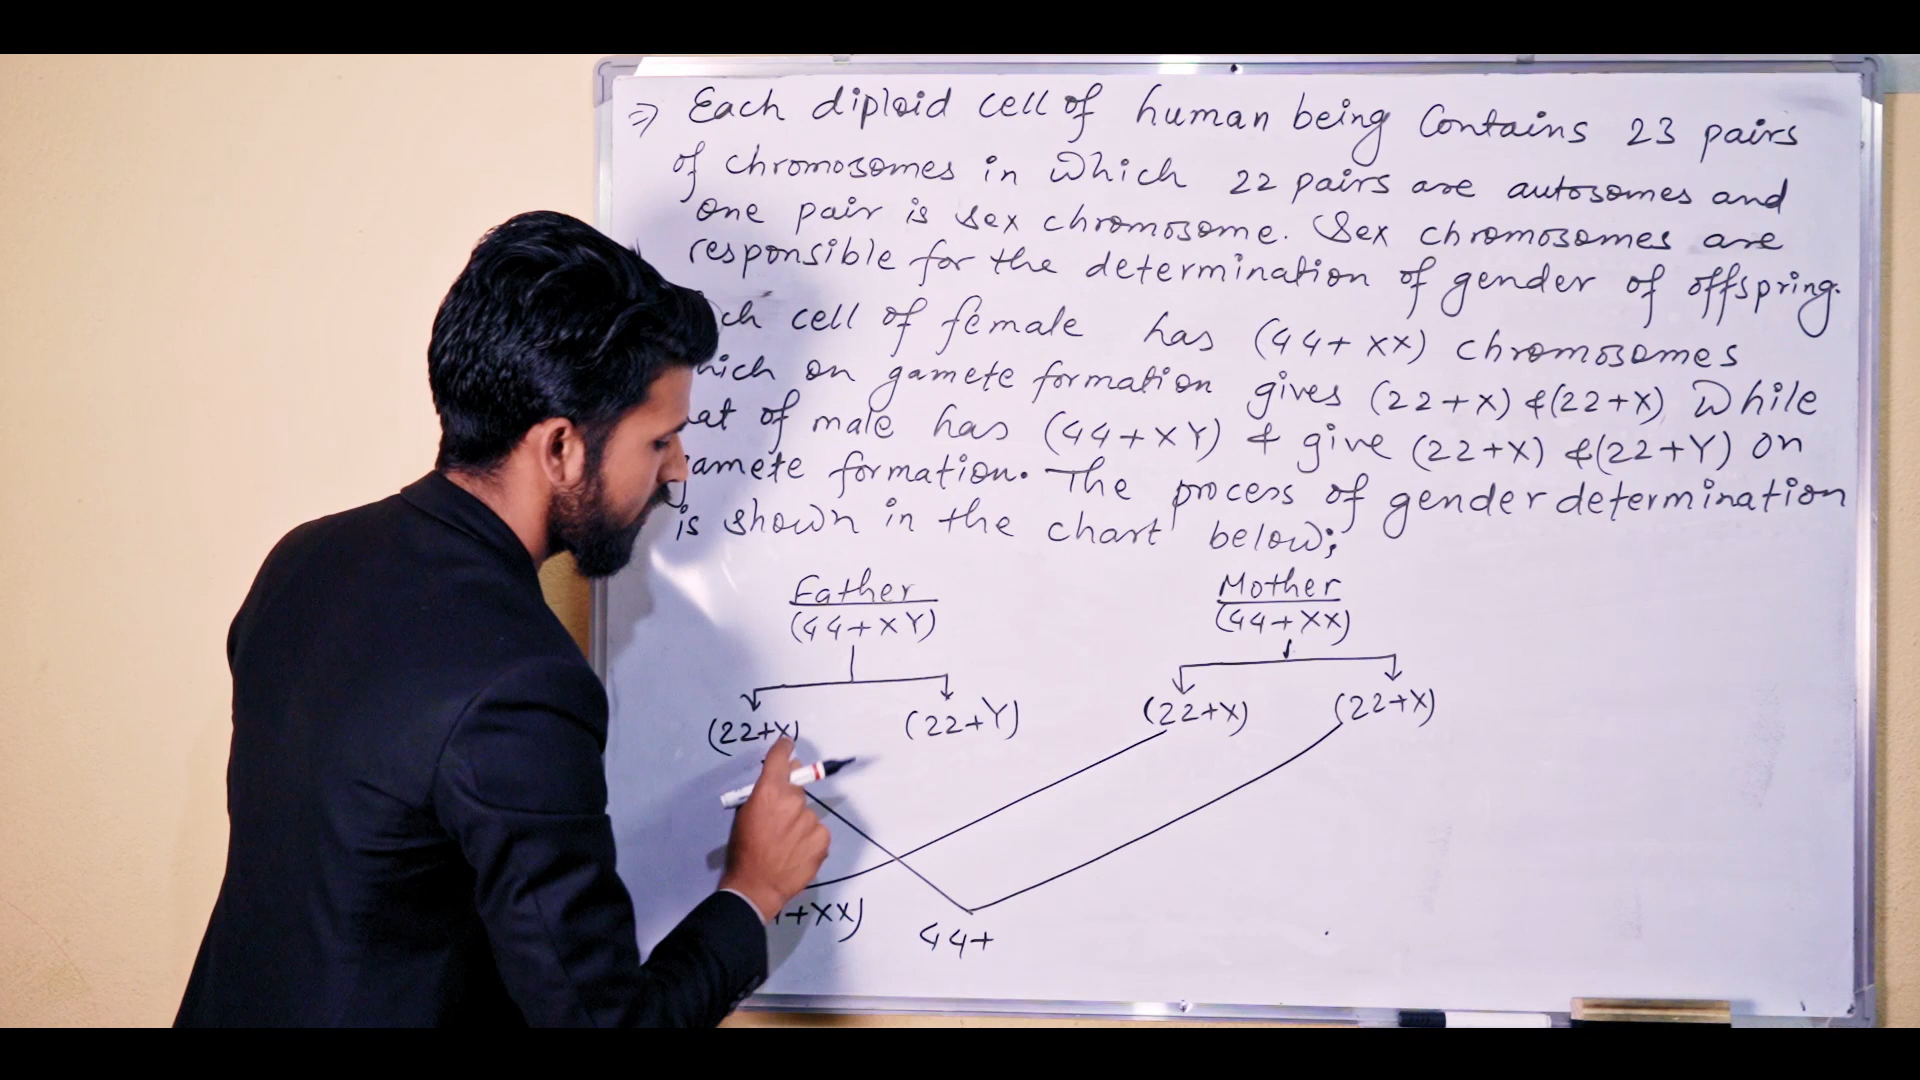 ⇒ Each diploid cell of human being Contains 23 pairs
of chromosomes in which 22 pairs are autosomes and
one pair is sex chromosome. Sex chromosomes are
responsible for the determination of gender of offspring.
ch cell of female has (44+XX) chromosomes
hich on gamete formation gives (22+X) &(22+X) While
at of male has (44+XY) & give (22+X) &(22+Y) on
gamete formation. The process of gender determination
is shown in the chart below;
Father
(44+XY)
Mother
(44+XX)
(22+X)
(22+Y)
(22+X)
(22+X)
+XX)
44+